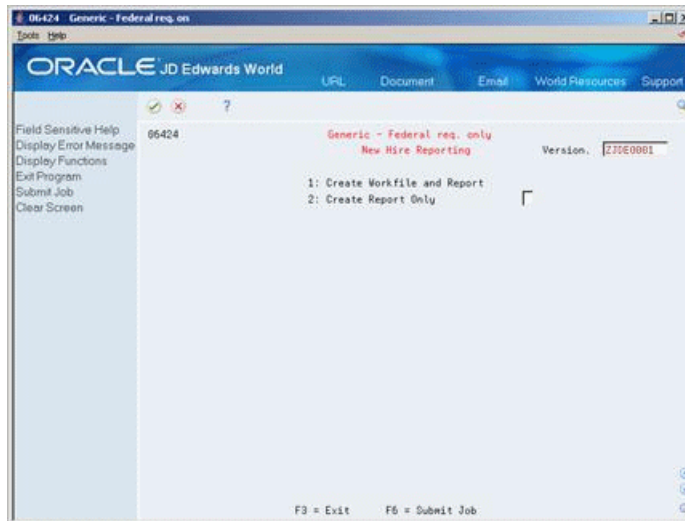 06424 Generic - Federal req. on
Tools Help
ORACLE JD Edwards World
URL Document Email World Resources Support
?
Field Sensitive Help
Display Error Message
Display Functions
Exit Program
Submit Job
Clear Screen
06424
Generic - Federal req. only
New Hire Reporting
Version. ZJDE0001
1: Create Workfile and Report
2: Create Report Only
F3 = Exit F6 = Submit Job